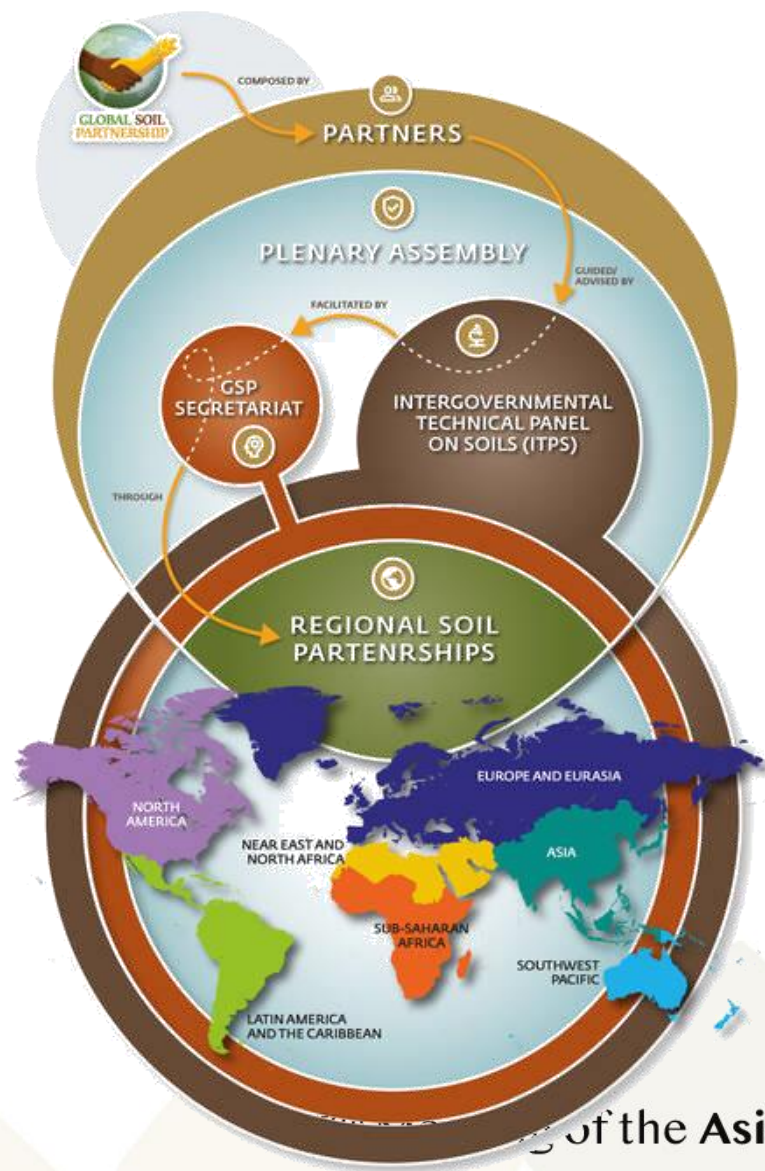 GLOBAL SOIL
PARTNERSHIP
COMPOSED BY
PARTNERS
PLENARY ASSEMBLY
GUIDED/
ADVISED BY
FACILITATED BY
GSP
SECRETARIAT
INTERGOVERNMENTAL
TECHNICAL PANEL
ON SOILS (ITPS)
THROUGH
REGIONAL SOIL
PARTENRSHIPS
NORTH
AMERICA
EUROPE AND EURASIA
NEAR EAST AND
NORTH AFRICA
ASIA
SUB-SAHARAN
AFRICA
SOUTHWEST
PACIFIC
LATIN AMERICA
AND THE CARIBBEAN
of the Asi